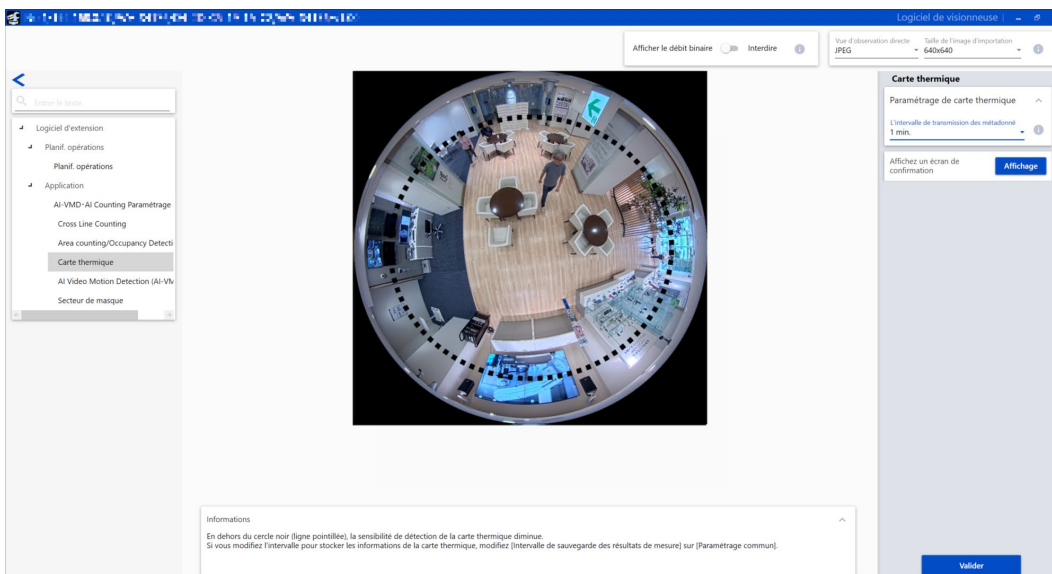 Logiciel de visionneuse
Afficher le débit binaire
Interdire
Vue d'observation directe
JPEG
Taille de l'image d'importation
640x640
Entrer le texte.
Logiciel d'extension
Planif. opérations
Planif. opérations
Application
AI-VMD・AI Counting Paramétrage
Cross Line Counting
Area counting/Occupancy Detecti
Carte thermique
AI Video Motion Detection (AI-VM
Secteur de masque
Carte thermique
Paramétrage de carte thermique
L'intervalle de transmission des métadonné
1 min.
Affichez un écran de
confirmation
Affichage
Informations
En dehors du cercle noir (ligne pointillée), la sensibilité de détection de la carte thermique diminue.
Si vous modifiez l'intervalle pour stocker les informations de la carte thermique, modifiez [Intervalle de sauvegarde des résultats de mesure] sur [Paramétrage commun].
Valider